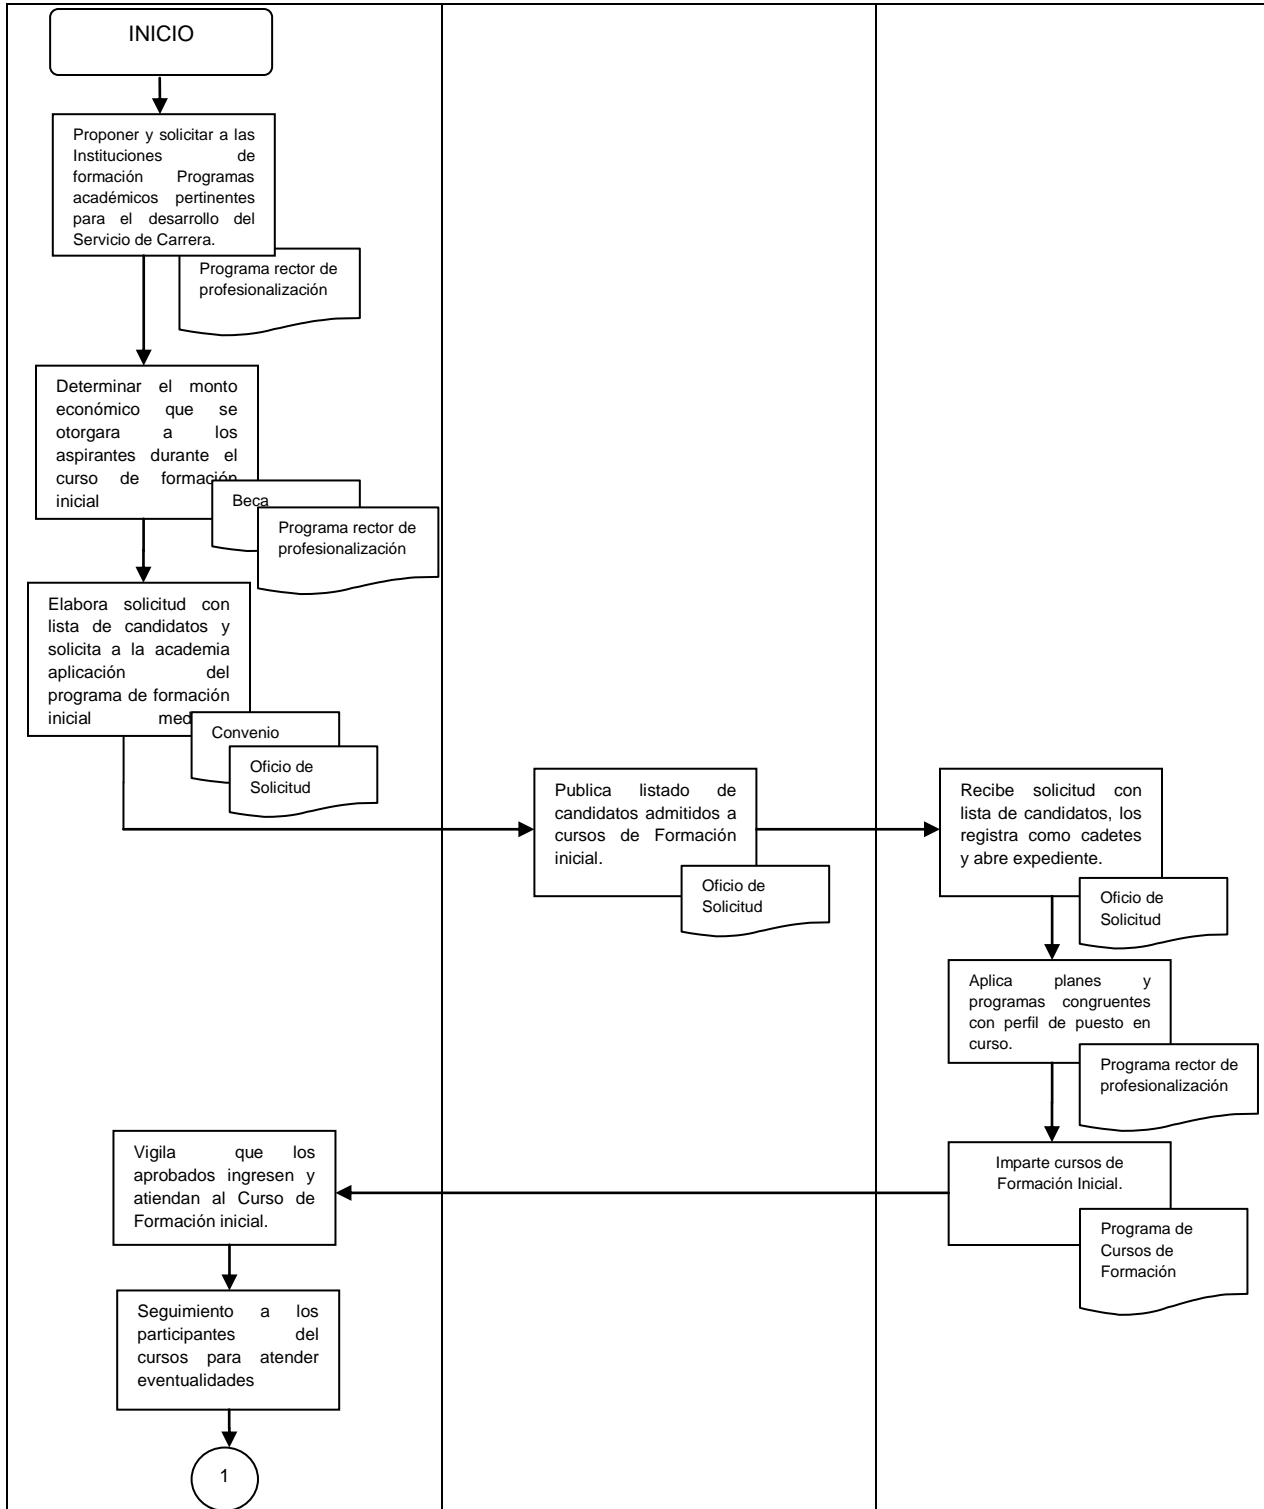 INICIO
Proponer y solicitar a las
Instituciones de
formación Programas
académicos pertinentes
para el desarrollo del
Servicio de Carrera.
Programa rector de
profesionalización
Determinar el monto
económico que se
otorgara a los
aspirantes durante el
curso de formación
inicial
Beca
Programa rector de
profesionalización
Elabora solicitud con
lista de candidatos y
solicita a la academia
aplicación del
programa de formación
inicial med
Convenio
Oficio de
Solicitud
Publica listado de
candidatos admitidos a
cursos de Formación
inicial.
Oficio de
Solicitud
Recibe solicitud con
lista de candidatos, los
registra como cadetes
y abre expediente.
Oficio de
Solicitud
Aplica planes y
programas congruentes
con perfil de puesto en
curso.
Programa rector de
profesionalización
Imparte cursos de
Formación Inicial.
Programa de
Cursos de
Formación
Vigila que los
aprobados ingresen y
atiendan al Curso de
Formación inicial.
Seguimiento a los
participantes del
cursos para atender
eventualidades
1